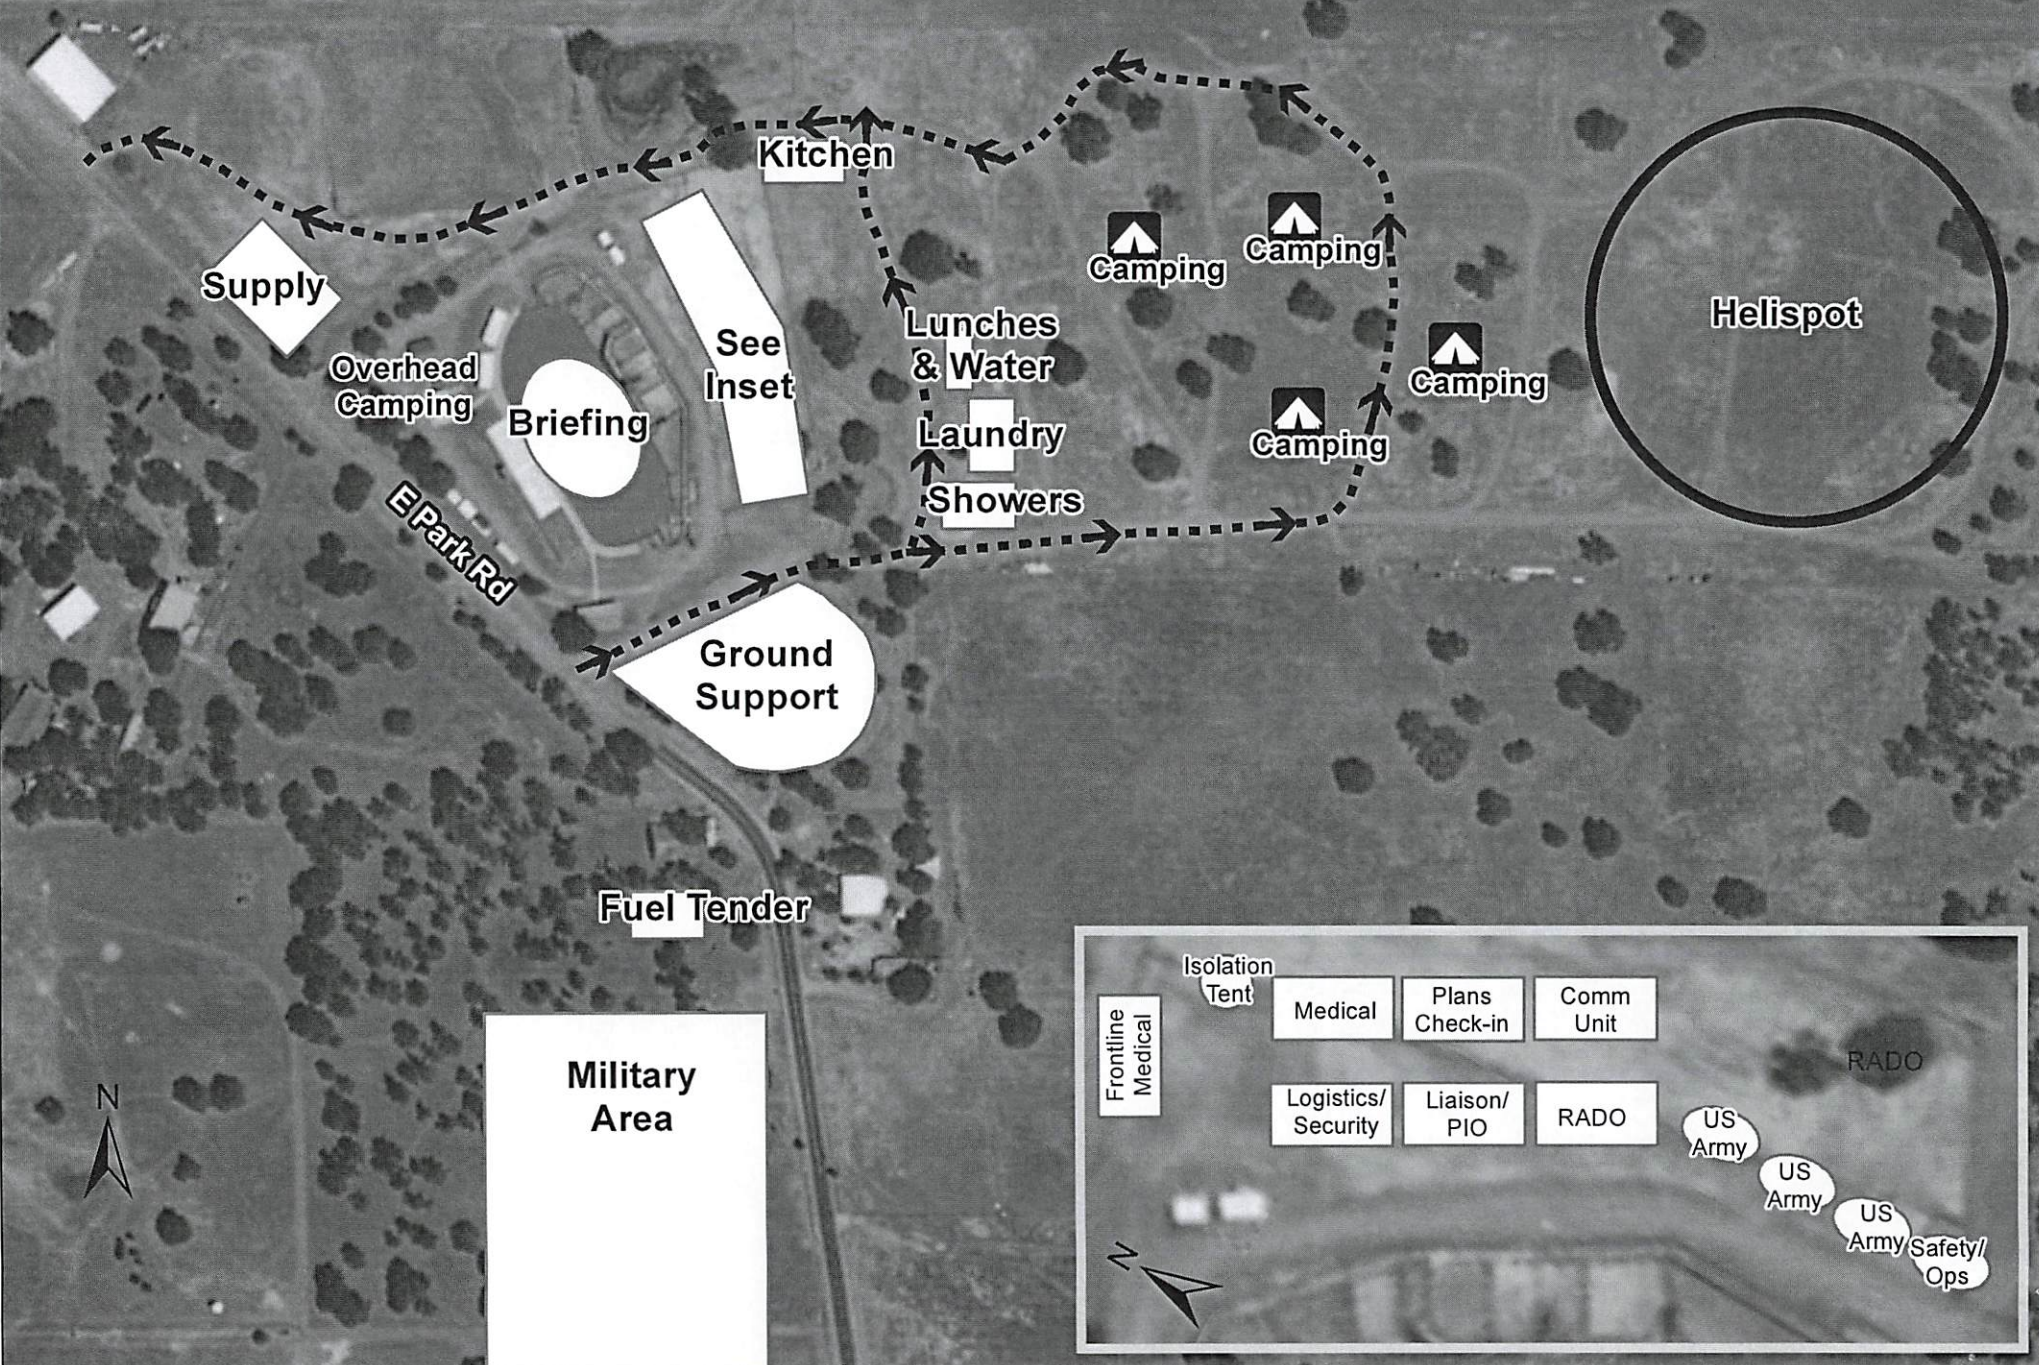 Kitchen
Camping
Camping
Supply
Helispot
Lunches
& Water
See
Inset
Overhead
Camping
Briefing
Camping
Camping
Laundry
Showers
E Park Rd
Ground
Support
Fuel Tender
Military
Area
N
Isolation
Tent
Frontline
Medical
Medical
Plans
Check-in
Comm
Unit
RADO
Logistics/
Security
Liaison/
PIO
RADO
US
Army
US
Army
US
Army
Safety/
Ops
N